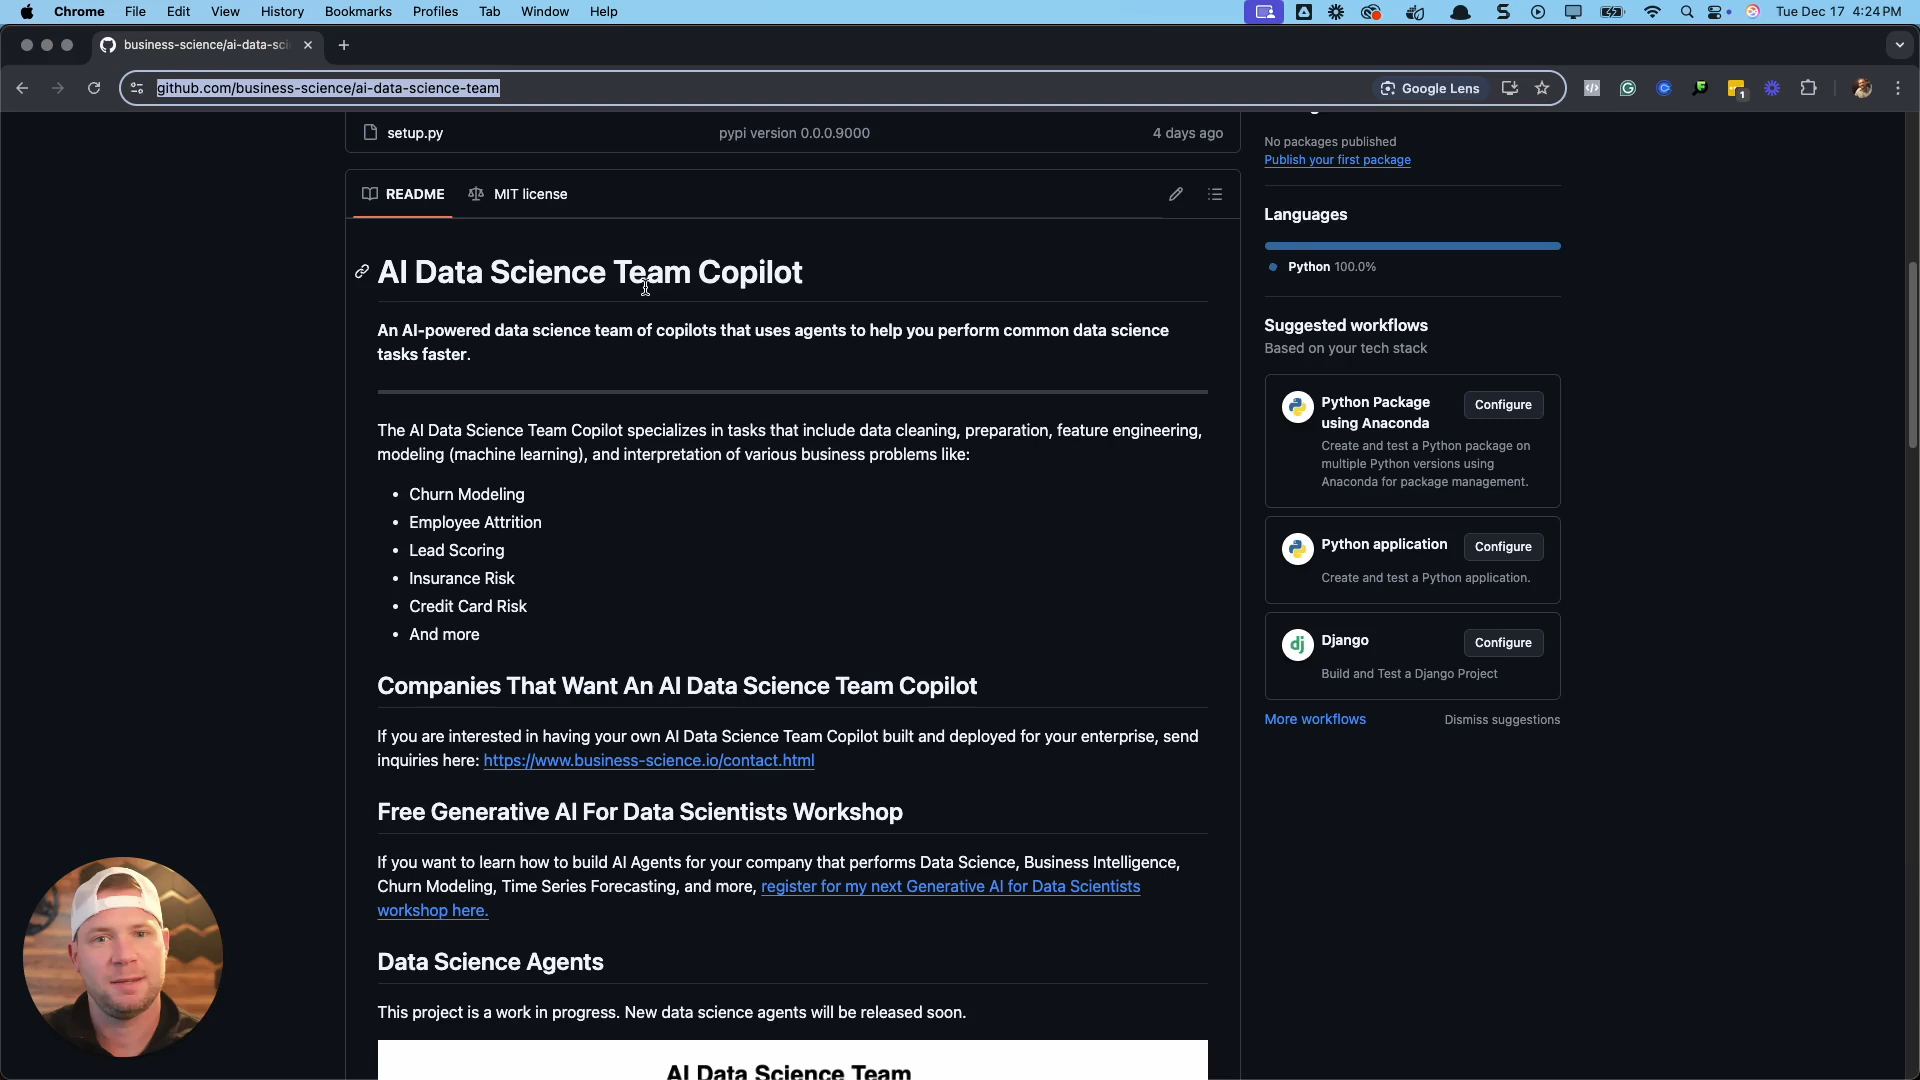 Chrome File Edit View History Bookmarks Profiles Tab Window Help
1 Tue Dec 17 4:24 PM
business-science/ai-data-sci
github.com/business-science/ai-data-science-team
Google Lens
setup.py pypi version 0.0.0.9000 4 days ago
README MIT license
AI Data Science Team Copilot
An AI-powered data science team of copilots that uses agents to help you perform common data science
tasks faster.
The AI Data Science Team Copilot specializes in tasks that include data cleaning, preparation, feature engineering,
modeling (machine learning), and interpretation of various business problems like:
• Churn Modeling
• Employee Attrition
• Lead Scoring
• Insurance Risk
• Credit Card Risk
• And more
Companies That Want An AI Data Science Team Copilot
If you are interested in having your own AI Data Science Team Copilot built and deployed for your enterprise, send
inquiries here: https://www.business-science.io/contact.html
Free Generative AI For Data Scientists Workshop
If you want to learn how to build AI Agents for your company that performs Data Science, Business Intelligence,
Churn Modeling, Time Series Forecasting, and more, register for my next Generative AI for Data Scientists
workshop here.
Data Science Agents
This project is a work in progress. New data science agents will be released soon.
AI Data Science Team
No packages published
Publish your first package
Languages
Python 100.0%
Suggested workflows
Based on your tech stack
Python Package
using Anaconda
Configure
Create and test a Python package on
multiple Python versions using
Anaconda for package management.
Python application
Configure
Create and test a Python application.
dj
Django
Configure
Build and Test a Django Project
More workflows Dismiss suggestions